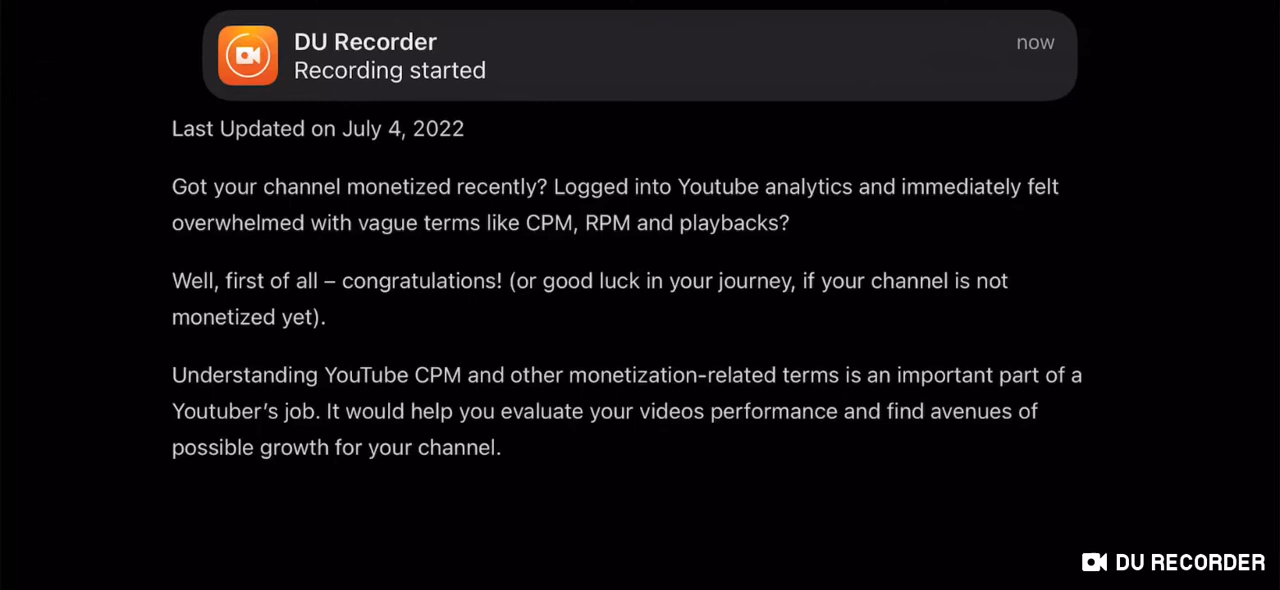 DU Recorder
now
Recording started
Last Updated on July 4, 2022
Got your channel monetized recently? Logged into Youtube analytics and immediately felt
overwhelmed with vague terms like CPM, RPM and playbacks?
Well, first of all – congratulations! (or good luck in your journey, if your channel is not
monetized yet).
Understanding YouTube CPM and other monetization-related terms is an important part of a
Youtuber’s job. It would help you evaluate your videos performance and find avenues of
possible growth for your channel.
DU RECORDER